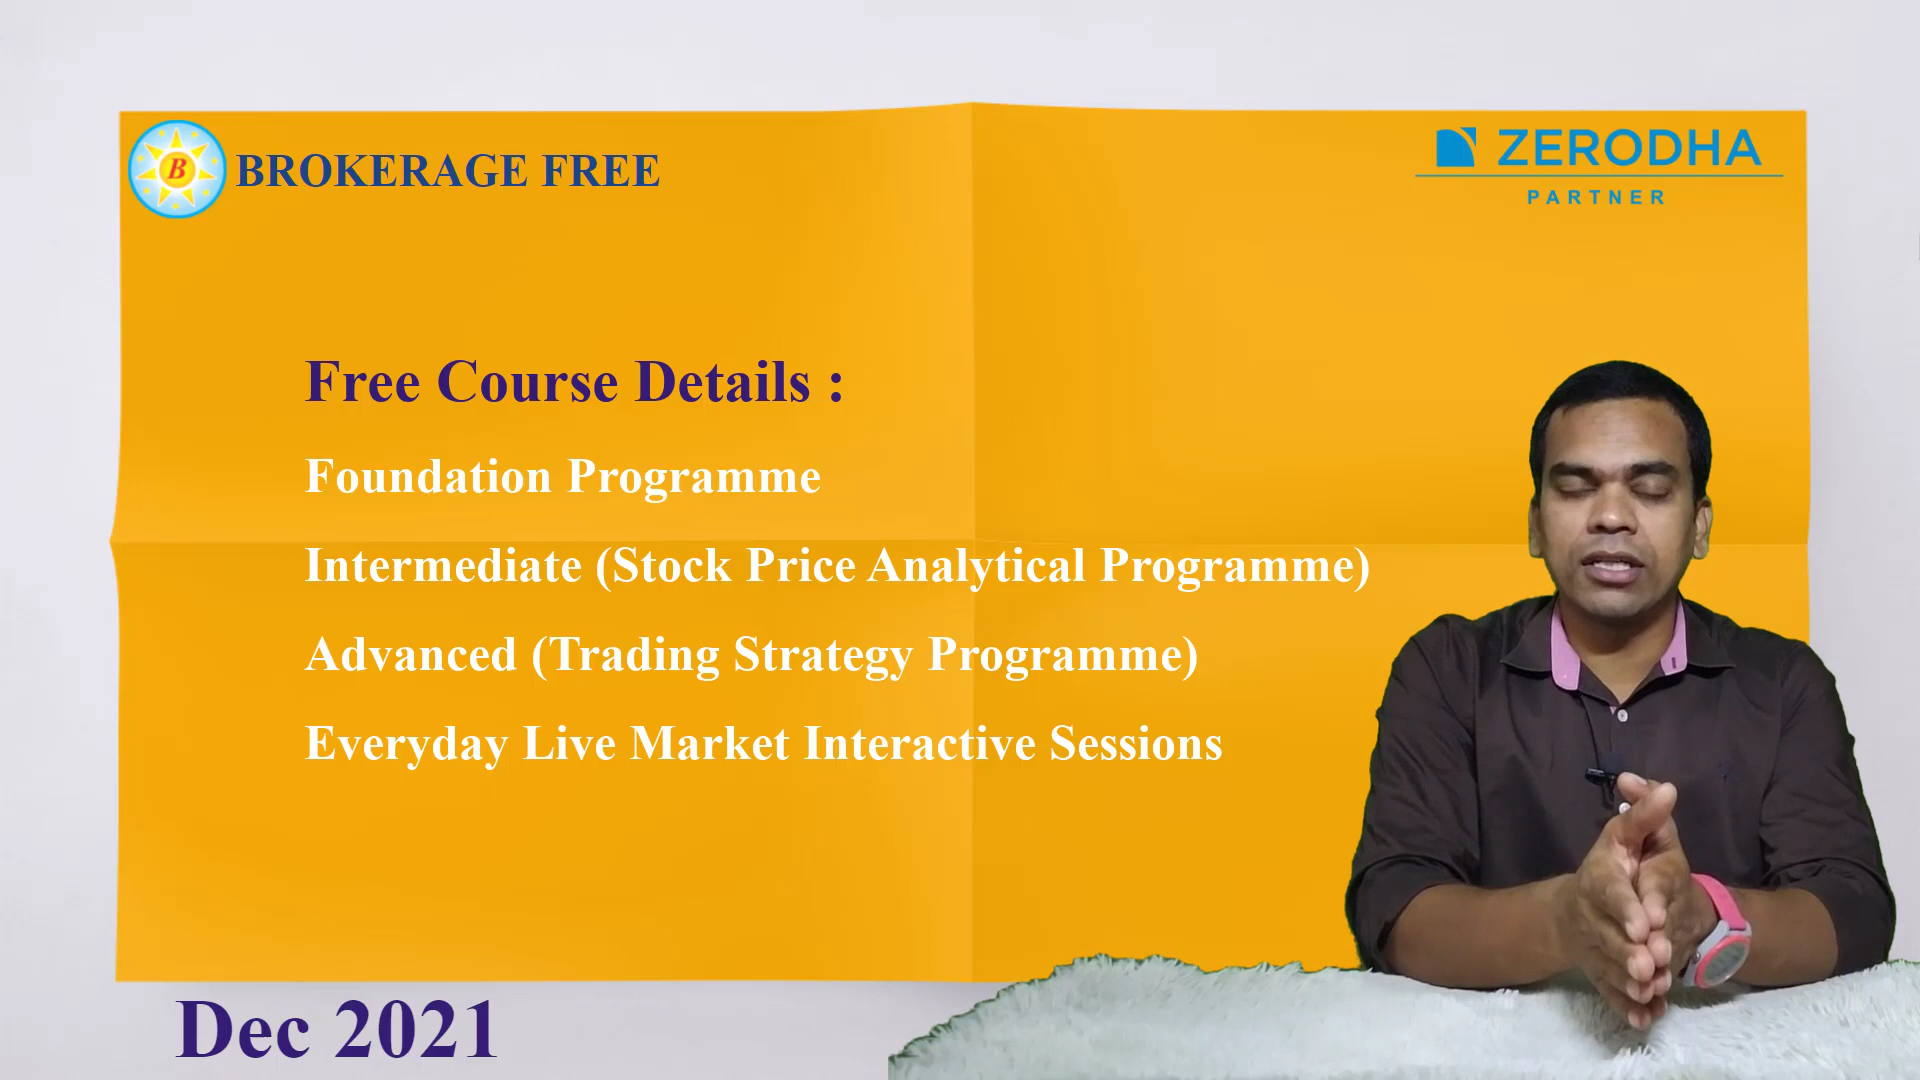 B BROKERAGE FREE
ZERODHA
PARTNER
Free Course Details :
Foundation Programme
Intermediate (Stock Price Analytical Programme)
Advanced (Trading Strategy Programme)
Everyday Live Market Interactive Sessions
Dec 2021